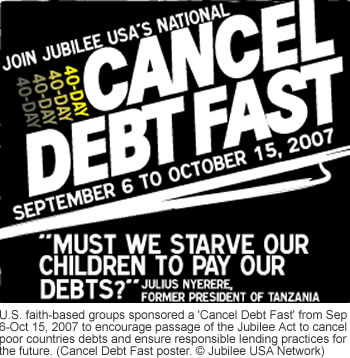 JOIN JUBILEE USA'S NATIONAL
40-DAY
40-DAY
40-DAY
40-DAY
CANCEL
DEBT FAST
SEPTEMBER 6 TO OCTOBER 15, 2007
"MUST WE STARVE OUR
CHILDREN TO PAY OUR
DEBTS?" JULIUS NYERERE,
FORMER PRESIDENT OF TANZANIA
U.S. faith-based groups sponsored a 'Cancel Debt Fast' from Sep
6-Oct 15, 2007 to encourage passage of the Jubilee Act to cancel
poor countries debts and ensure responsible lending practices for
the future. (Cancel Debt Fast poster. © Jubilee USA Network)